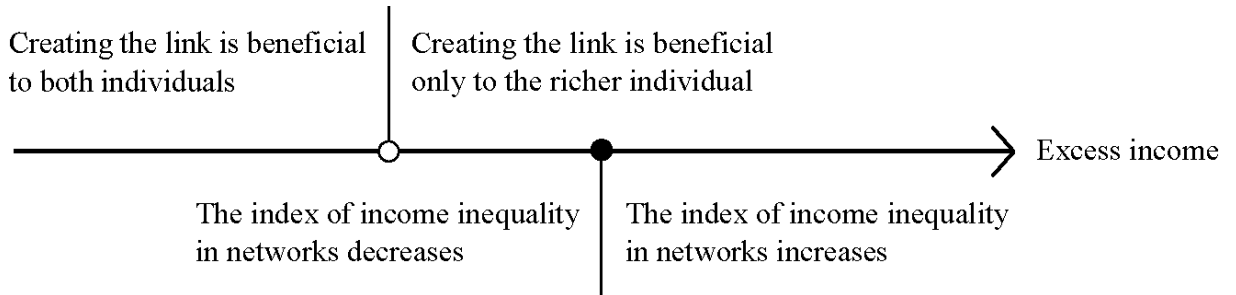 Creating the link is beneficial
to both individuals
Creating the link is beneficial
only to the richer individual
Excess income
The index of income inequality
in networks decreases
The index of income inequality
in networks increases